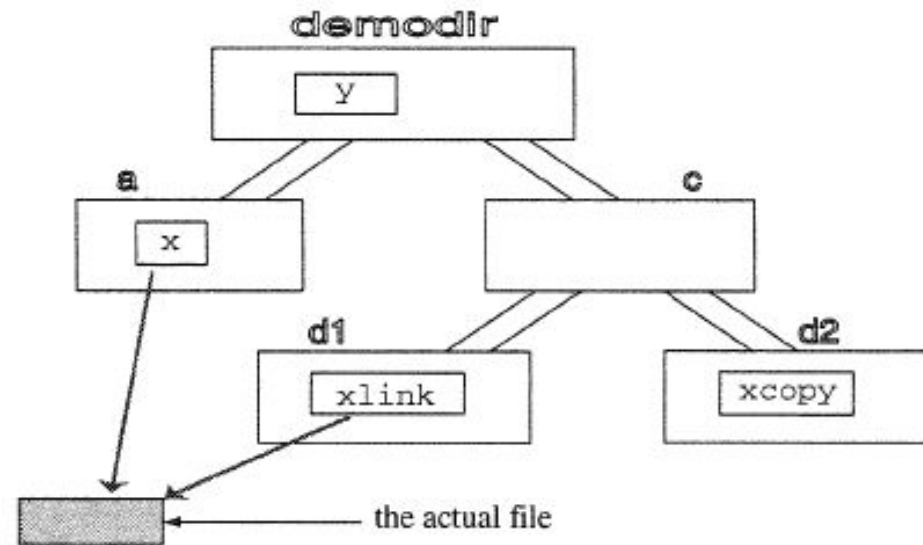 demodir
y
a
c
x
d1
d2
xlink
xcopy
the actual file